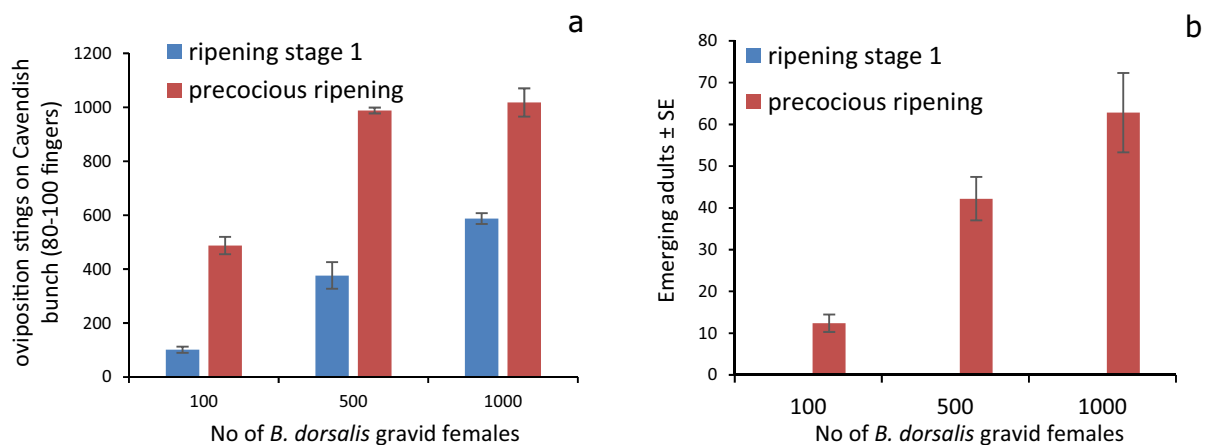 a
ripening stage 1
precocious ripening
oviposition stings on Cavendish
bunch (80-100 fingers)
1200
1000
800
600
400
200
0
100
500
1000
No of B. dorsalis gravid females
b
ripening stage 1
precocious ripening
Emerging adults ± SE
80
70
60
50
40
30
20
10
0
100
500
1000
No of B. dorsalis gravid females